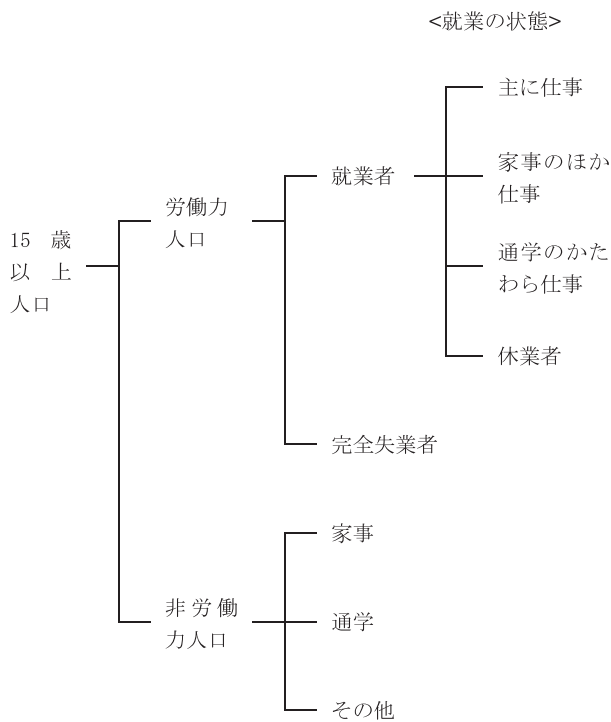 <就業の状態>
主に仕事
家事のほか
仕事
就業者
労働力
人口
15 歳
以 上
人口
通学のかた
わら仕事
休業者
完全失業者
家事
非労働
力人口
通学
その他